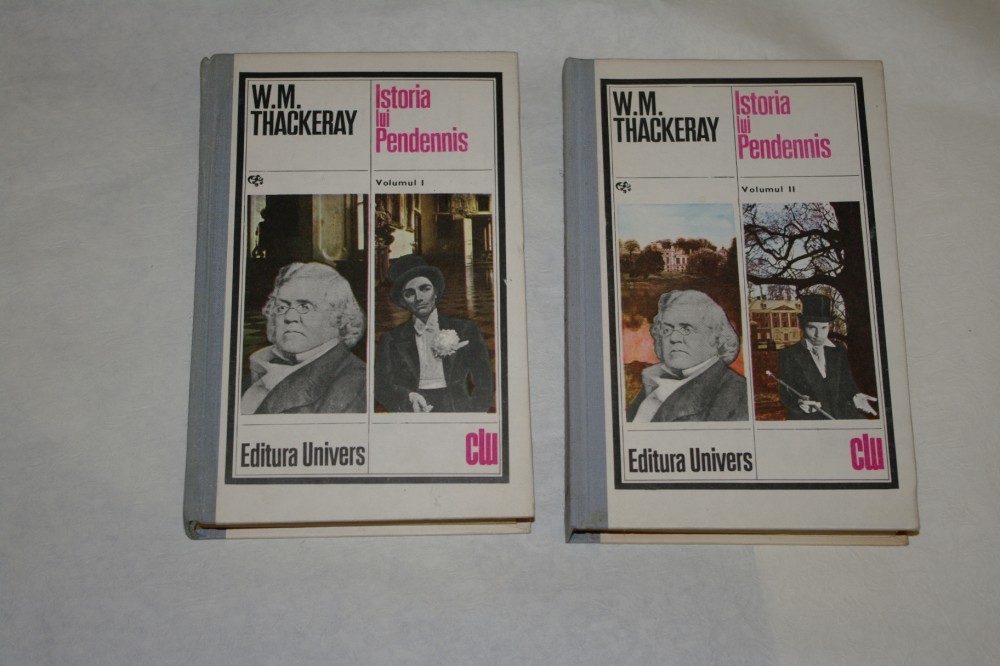 W.M.
THACKERAY
Istoria
lui
Pendennis
Volumul I
Editura Univers
clu
W.M.
THACKERAY
Istoria
lui
Pendennis
Volumul II
Editura Univers
clu